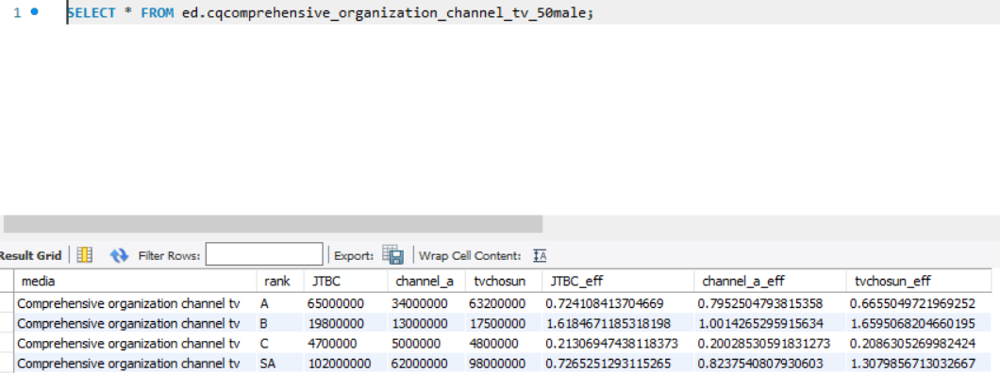 1 SELECT * FROM ed.cqcomprehensive_organization_channel_tv_50male;
Result Grid Filter Rows: Export: Wrap Cell Content: IA
media rank JTBC channel_a tvchosun JTBC_eff channel_a_eff tvchosun_eff
Comprehensive organization channel tv A 65000000 34000000 63200000 0.724108413704669 0.7952504793815358 0.6655049721969252
Comprehensive organization channel tv B 19800000 13000000 17500000 1.6184671185318198 1.0014265295915634 1.6595068204660195
Comprehensive organization channel tv C 4700000 5000000 4800000 0.21306947438118373 0.20028530591831273 0.2086305269982424
Comprehensive organization channel tv SA 102000000 62000000 98000000 0.7265251293115265 0.8237540807930603 1.3079856713032667